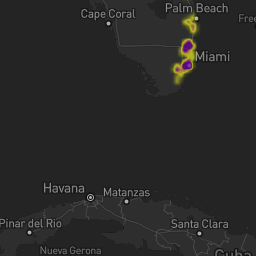 Palm Beach
Cape Coral
Free
Miami
Havana
Matanzas
Pinar del Rio
Santa Clara
Nueva Gerona
Cuba